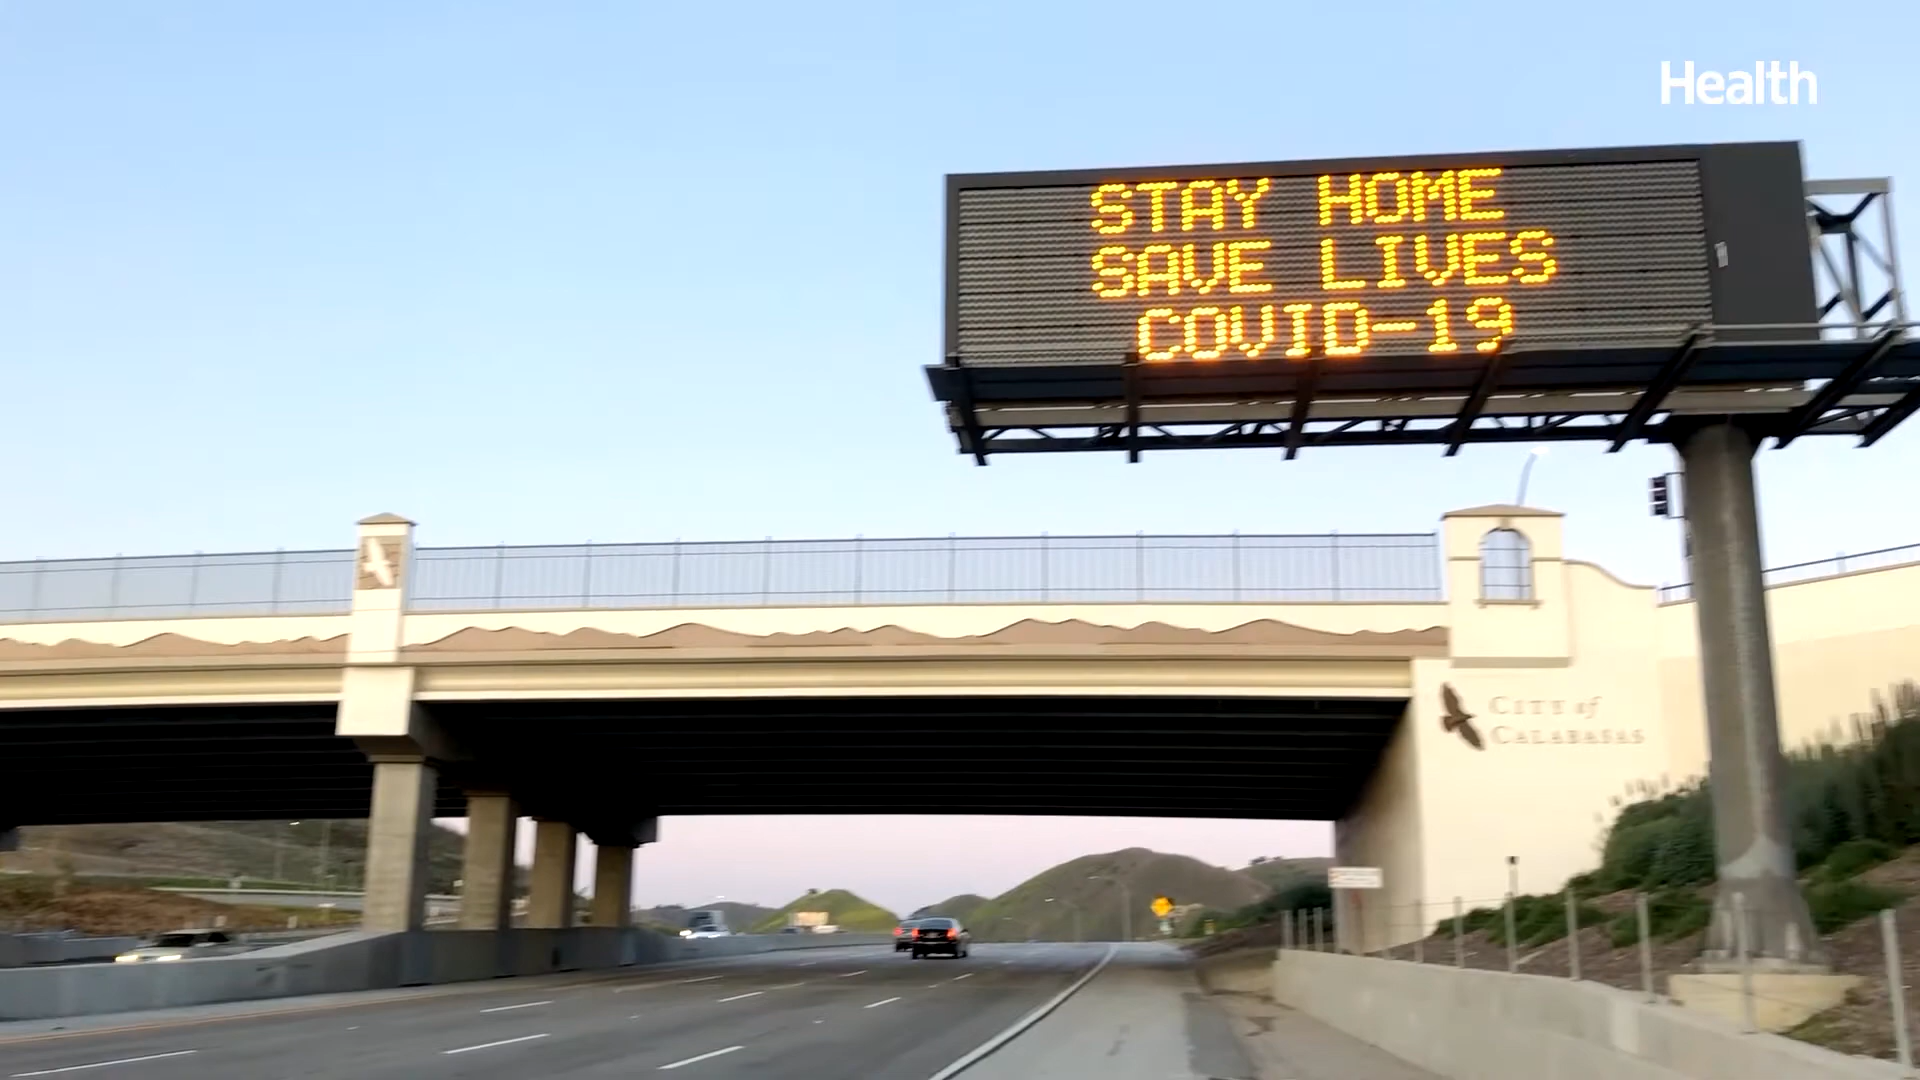 Health
STAY HOME
SAVE LIVES
COVID-19
CITY of
CALABASAS